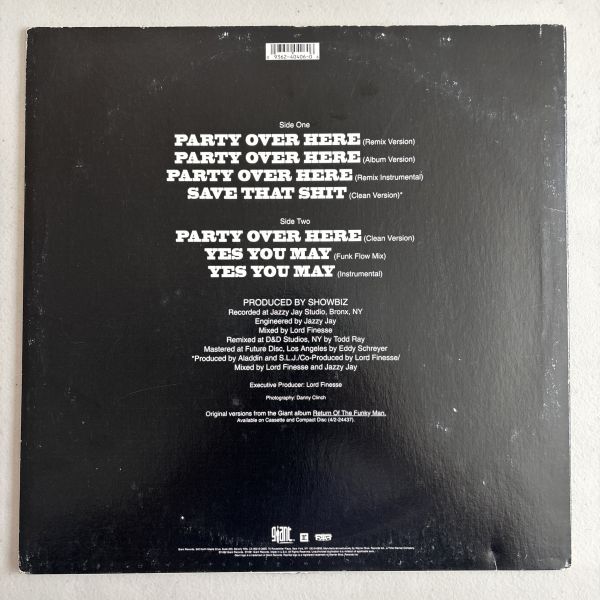 9362-40406-0
Side One
PARTY OVER HERE (Remix Version)
PARTY OVER HERE (Album Version)
PARTY OVER HERE (Remix Instrumental)
SAVE THAT SHIT (Clean Version)*
Side Two
PARTY OVER HERE (Clean Version)
YES YOU MAY (Funk Flow Mix)
YES YOU MAY (Instrumental)
PRODUCED BY SHOWBIZ
Recorded at Jazzy Jay Studio, Bronx, NY
Engineered by Jazzy Jay
Mixed by Lord Finesse
Remixed at D&D Studios, NY by Todd Ray
Mastered at Future Disc, Los Angeles by Eddy Schreyer
*Produced by Aladdin and S.L.J./Co-Produced by Lord Finesse/
Mixed by Lord Finesse and Jazzy Jay
Executive Producer: Lord Finesse
Photography: Danny Clinch
Original versions from the Giant album Return Of The Funky Man.
Available on Cassette and Compact Disc (4/2-24437).
giant